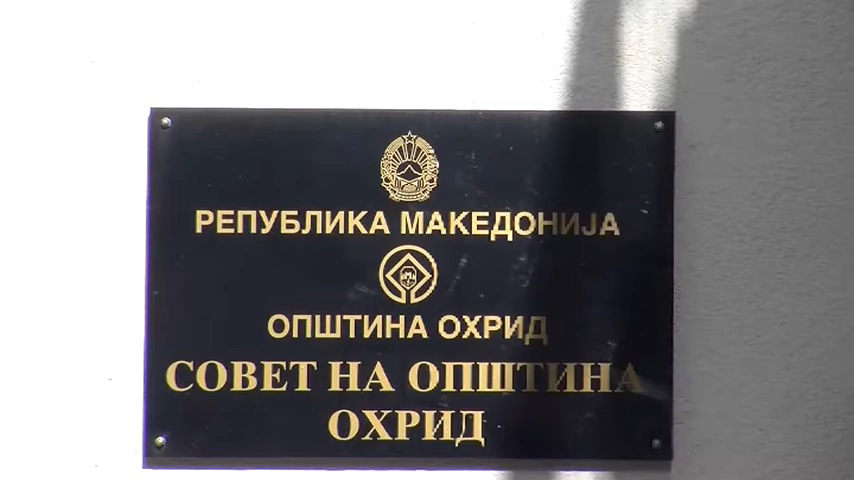 РЕПУБЛИКА МАКЕДОНИЈА
ОПШТИНА ОХРИД
СОВЕТ НА ОПШТИНА
ОХРИД